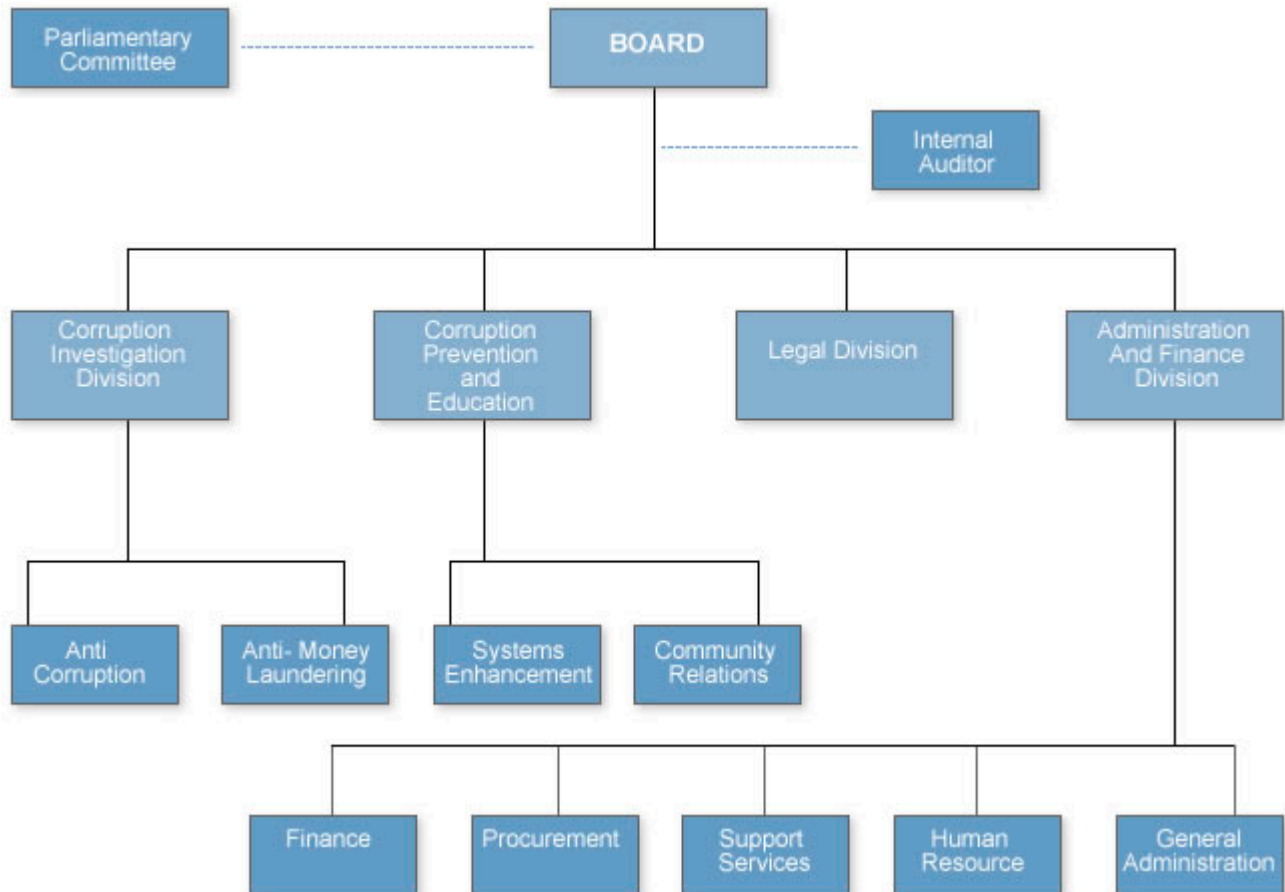 Parliamentary
Committee
BOARD
Internal
Auditor
Corruption
Investigation
Division
Corruption
Prevention
and
Education
Legal Division
Administration
And Finance
Division
Anti
Corruption
Anti- Money
Laundering
Systems
Enhancement
Community
Relations
Finance
Procurement
Support
Services
Human
Resource
General
Administration